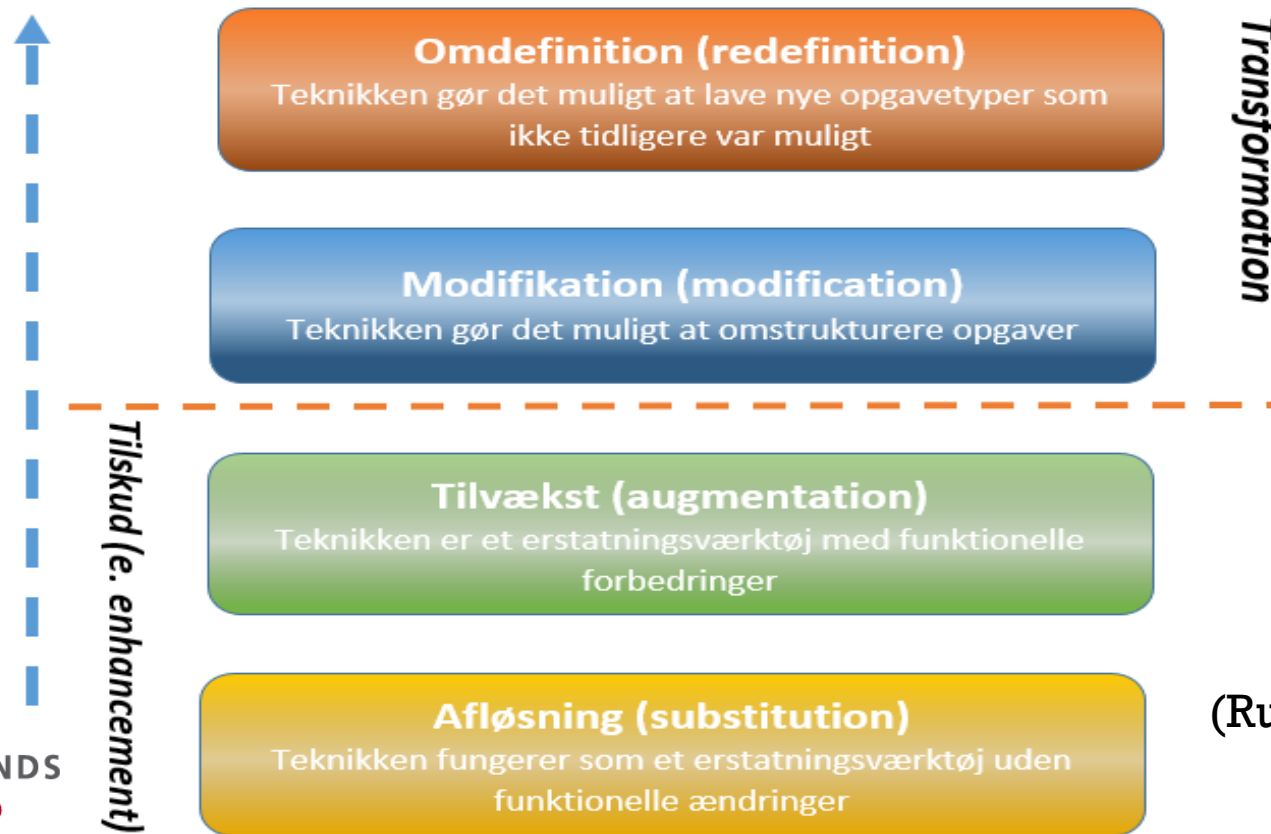 Omdefinition (redefinition)
Teknikken gør det muligt at lave nye opgavetyper som
ikke tidligere var muligt
Transformation
Modifikation (modification)
Teknikken gør det muligt at omstrukturere opgaver
Tilskud (e. enhancement)
Tilvækst (augmentation)
Teknikken er et erstatningsværktøj med funktionelle
forbedringer
Afløsning (substitution)
Teknikken fungerer som et erstatningsværktøj uden
funktionelle ændringer
(Ru
NDS